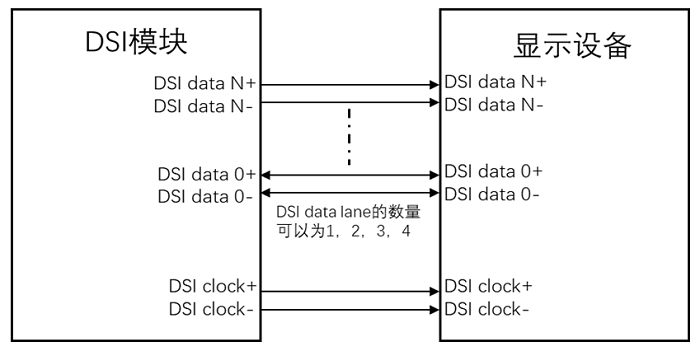 DSI模块
显示设备
DSI data N+
DSI data N+
DSI data N-
DSI data N-
DSI data 0+
DSI data 0+
DSI data 0-
DSI data 0-
DSI data lane的数量
可以为1，2，3，4
DSI clock+
DSI clock+
DSI clock-
DSI clock-